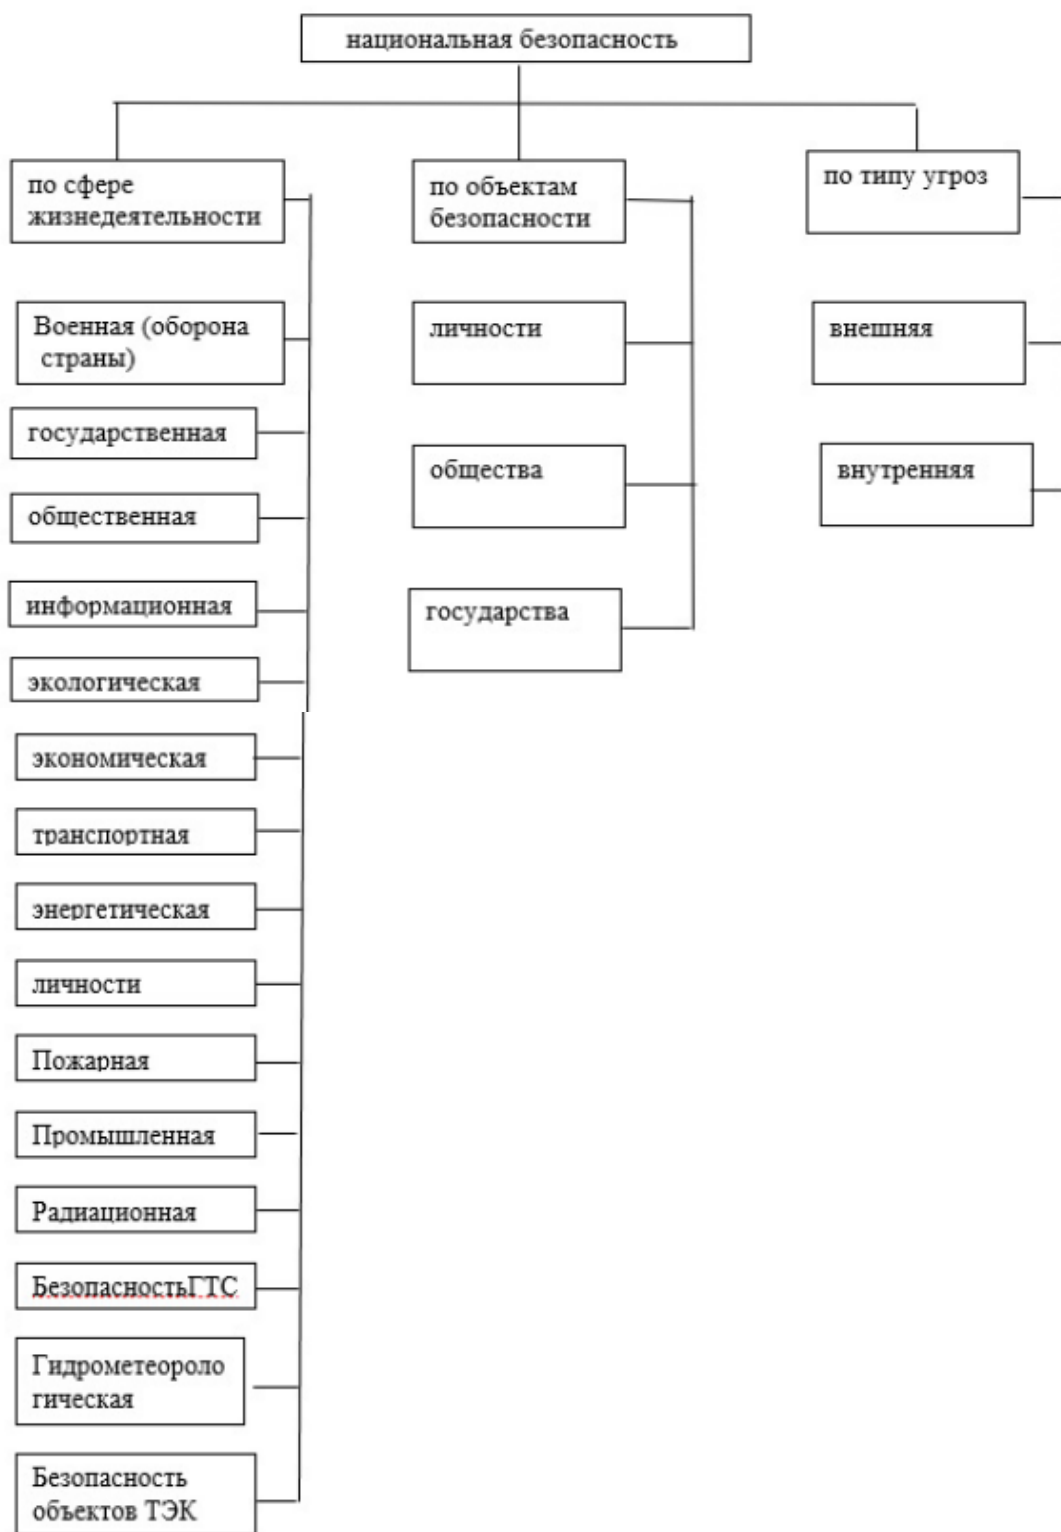 национальная безопасность
по сфере
жизнедеятельности
Военная (оборона
страны)
государственная
общественная
информационная
экологическая
экономическая
транспортная
энергетическая
личности
Пожарная
Промышленная
Радиационная
БезопасностьГТС
Гидрометеороло
гическая
Безопасность
объектов ТЭК
по объектам
безопасности
личности
общества
государства
по типу угроз
внешняя
внутренняя